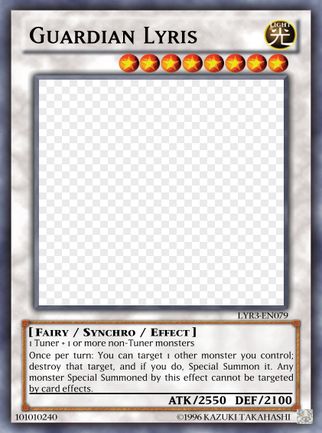 Guardian Lyris
LIGHT
光
LYR3-EN079
[ Fairy / Synchro / Effect ]
1 Tuner + 1 or more non-Tuner monsters
Once per turn: You can target 1 other monster you control;
destroy that target, and if you do, Special Summon it. Any
monster Special Summoned by this effect cannot be targeted
by card effects.
ATK/2550 DEF/2100
101010240
©1996 KAZUKI TAKAHASHI